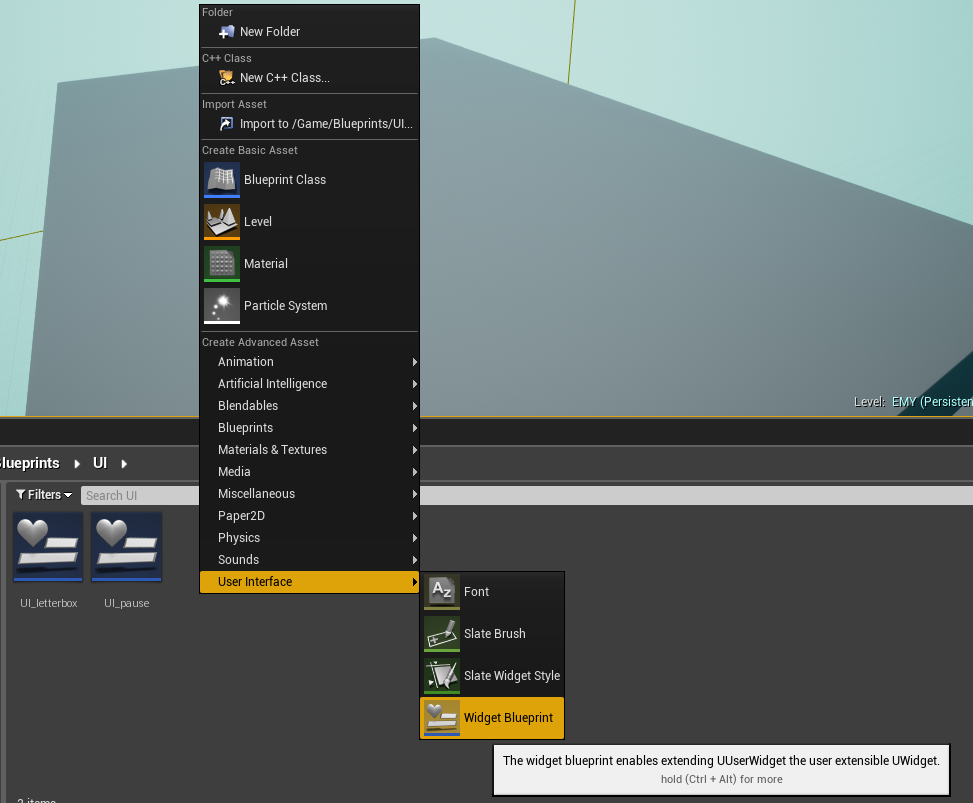 Folder
New Folder
C++ Class
New C++ Class...
Import Asset
Import to /Game/Blueprints/UI...
Create Basic Asset
Blueprint Class
Level
Material
Particle System
Create Advanced Asset
Animation
Artificial Intelligence
Blendables
Blueprints
Materials & Textures
Media
Miscellaneous
Paper2D
Physics
Sounds
User Interface
Font
Slate Brush
Slate Widget Style
Widget Blueprint
The widget blueprint enables extending UUserWidget the user extensible UWidget.
hold (Ctrl + Alt) for more
Level: EMY (Persisten
lueprints UI
Filters Search UI
UI_letterbox UI_pause
2 items